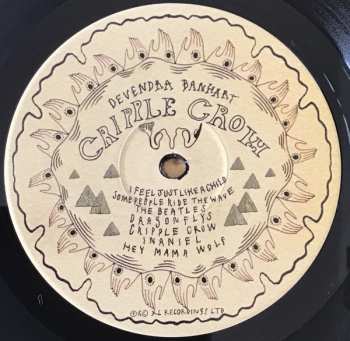 DEVENDRA BANHART
CRIPPLE CROW
I FEEL JUST LIKE A CHILD
SOME PEOPLE RIDE THE WAVE
THE BEATLES
DRAGONFLYS
CRIPPLE CROW
INANIEL
HEY MAMA WOLF
℗© XL RECORDINGS LTD